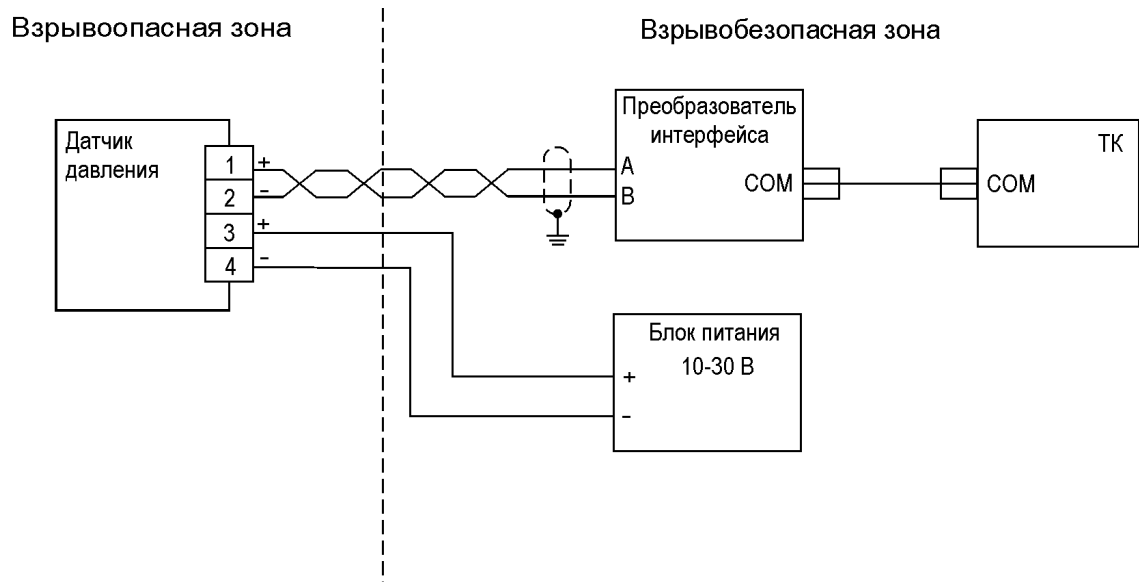 Взрывоопасная зона
Взрывобезопасная зона
Датчик
давления
1
+
2
-
3
+
4
-
Преобразователь
интерфейса
A
B
COM
ТК
COM
Блок питания
10-30 В
+
-